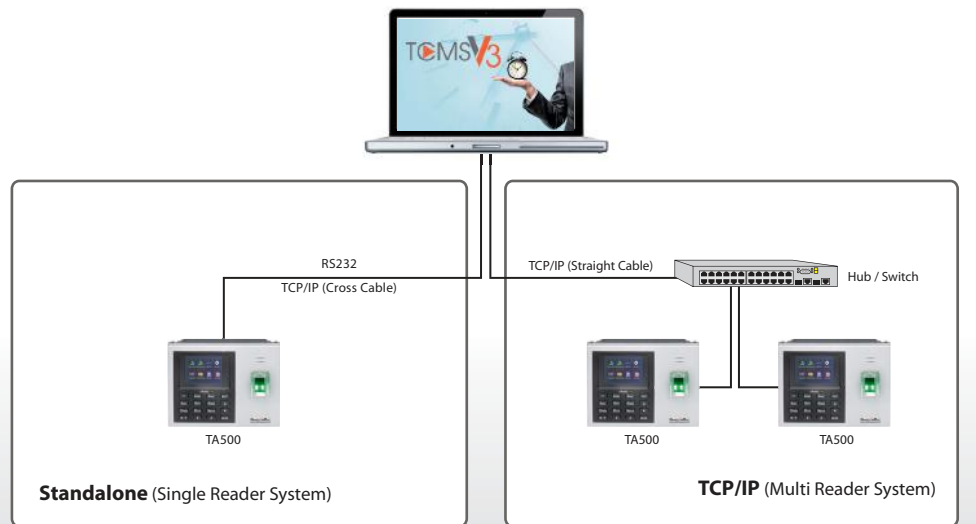 TCMSV3
RS232
TCP/IP (Cross Cable)
TCP/IP (Straight Cable)
Hub / Switch
TA500
TA500
TA500
Standalone (Single Reader System)
TCP/IP (Multi Reader System)